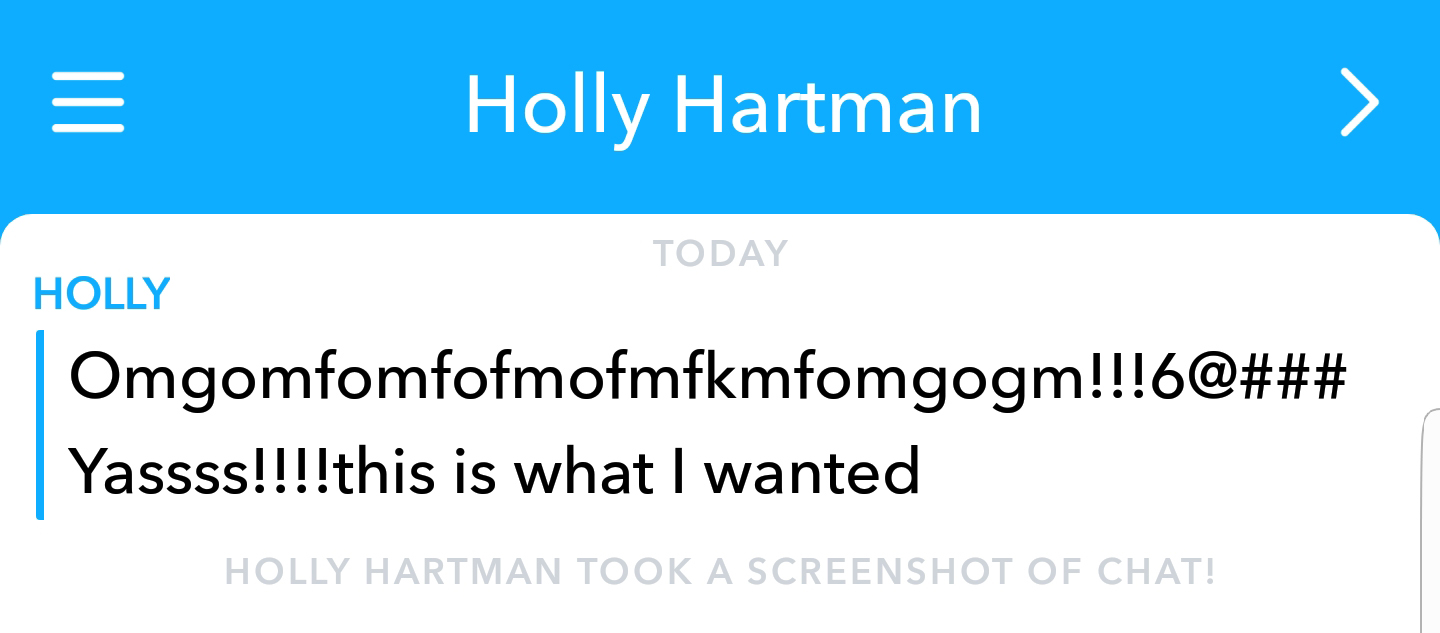 Holly Hartman
TODAY
HOLLY
Omgomfomfofmofmfkmfomgogm!!!6@###
Yassss!!!!this is what I wanted
HOLLY HARTMAN TOOK A SCREENSHOT OF CHAT!